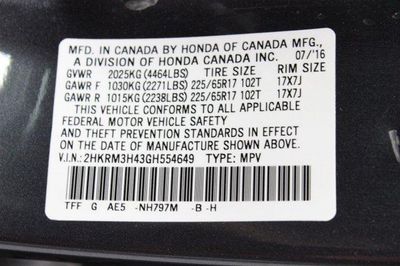 MFD. IN CANADA BY HONDA OF CANADA MFG.,
A DIVISION OF HONDA CANADA INC. 07/16
GVWR 2025KG (4464LBS) TIRE SIZE RIM SIZE
GAWR F 1030KG (2271LBS) 225/65R17 102T 17X7J
GAWR R 1015KG (2238LBS) 225/65R17 102T 17X7J
THIS VEHICLE CONFORMS TO ALL APPLICABLE
FEDERAL MOTOR VEHICLE SAFETY
AND THEFT PREVENTION STANDARDS IN EFFECT
ON THE DATE OF MANUFACTURE SHOWN ABOVE.
V.I.N.: 2HKRM3H43GH554649 TYPE: MPV
TFF G AE5 -NH797M -B -H